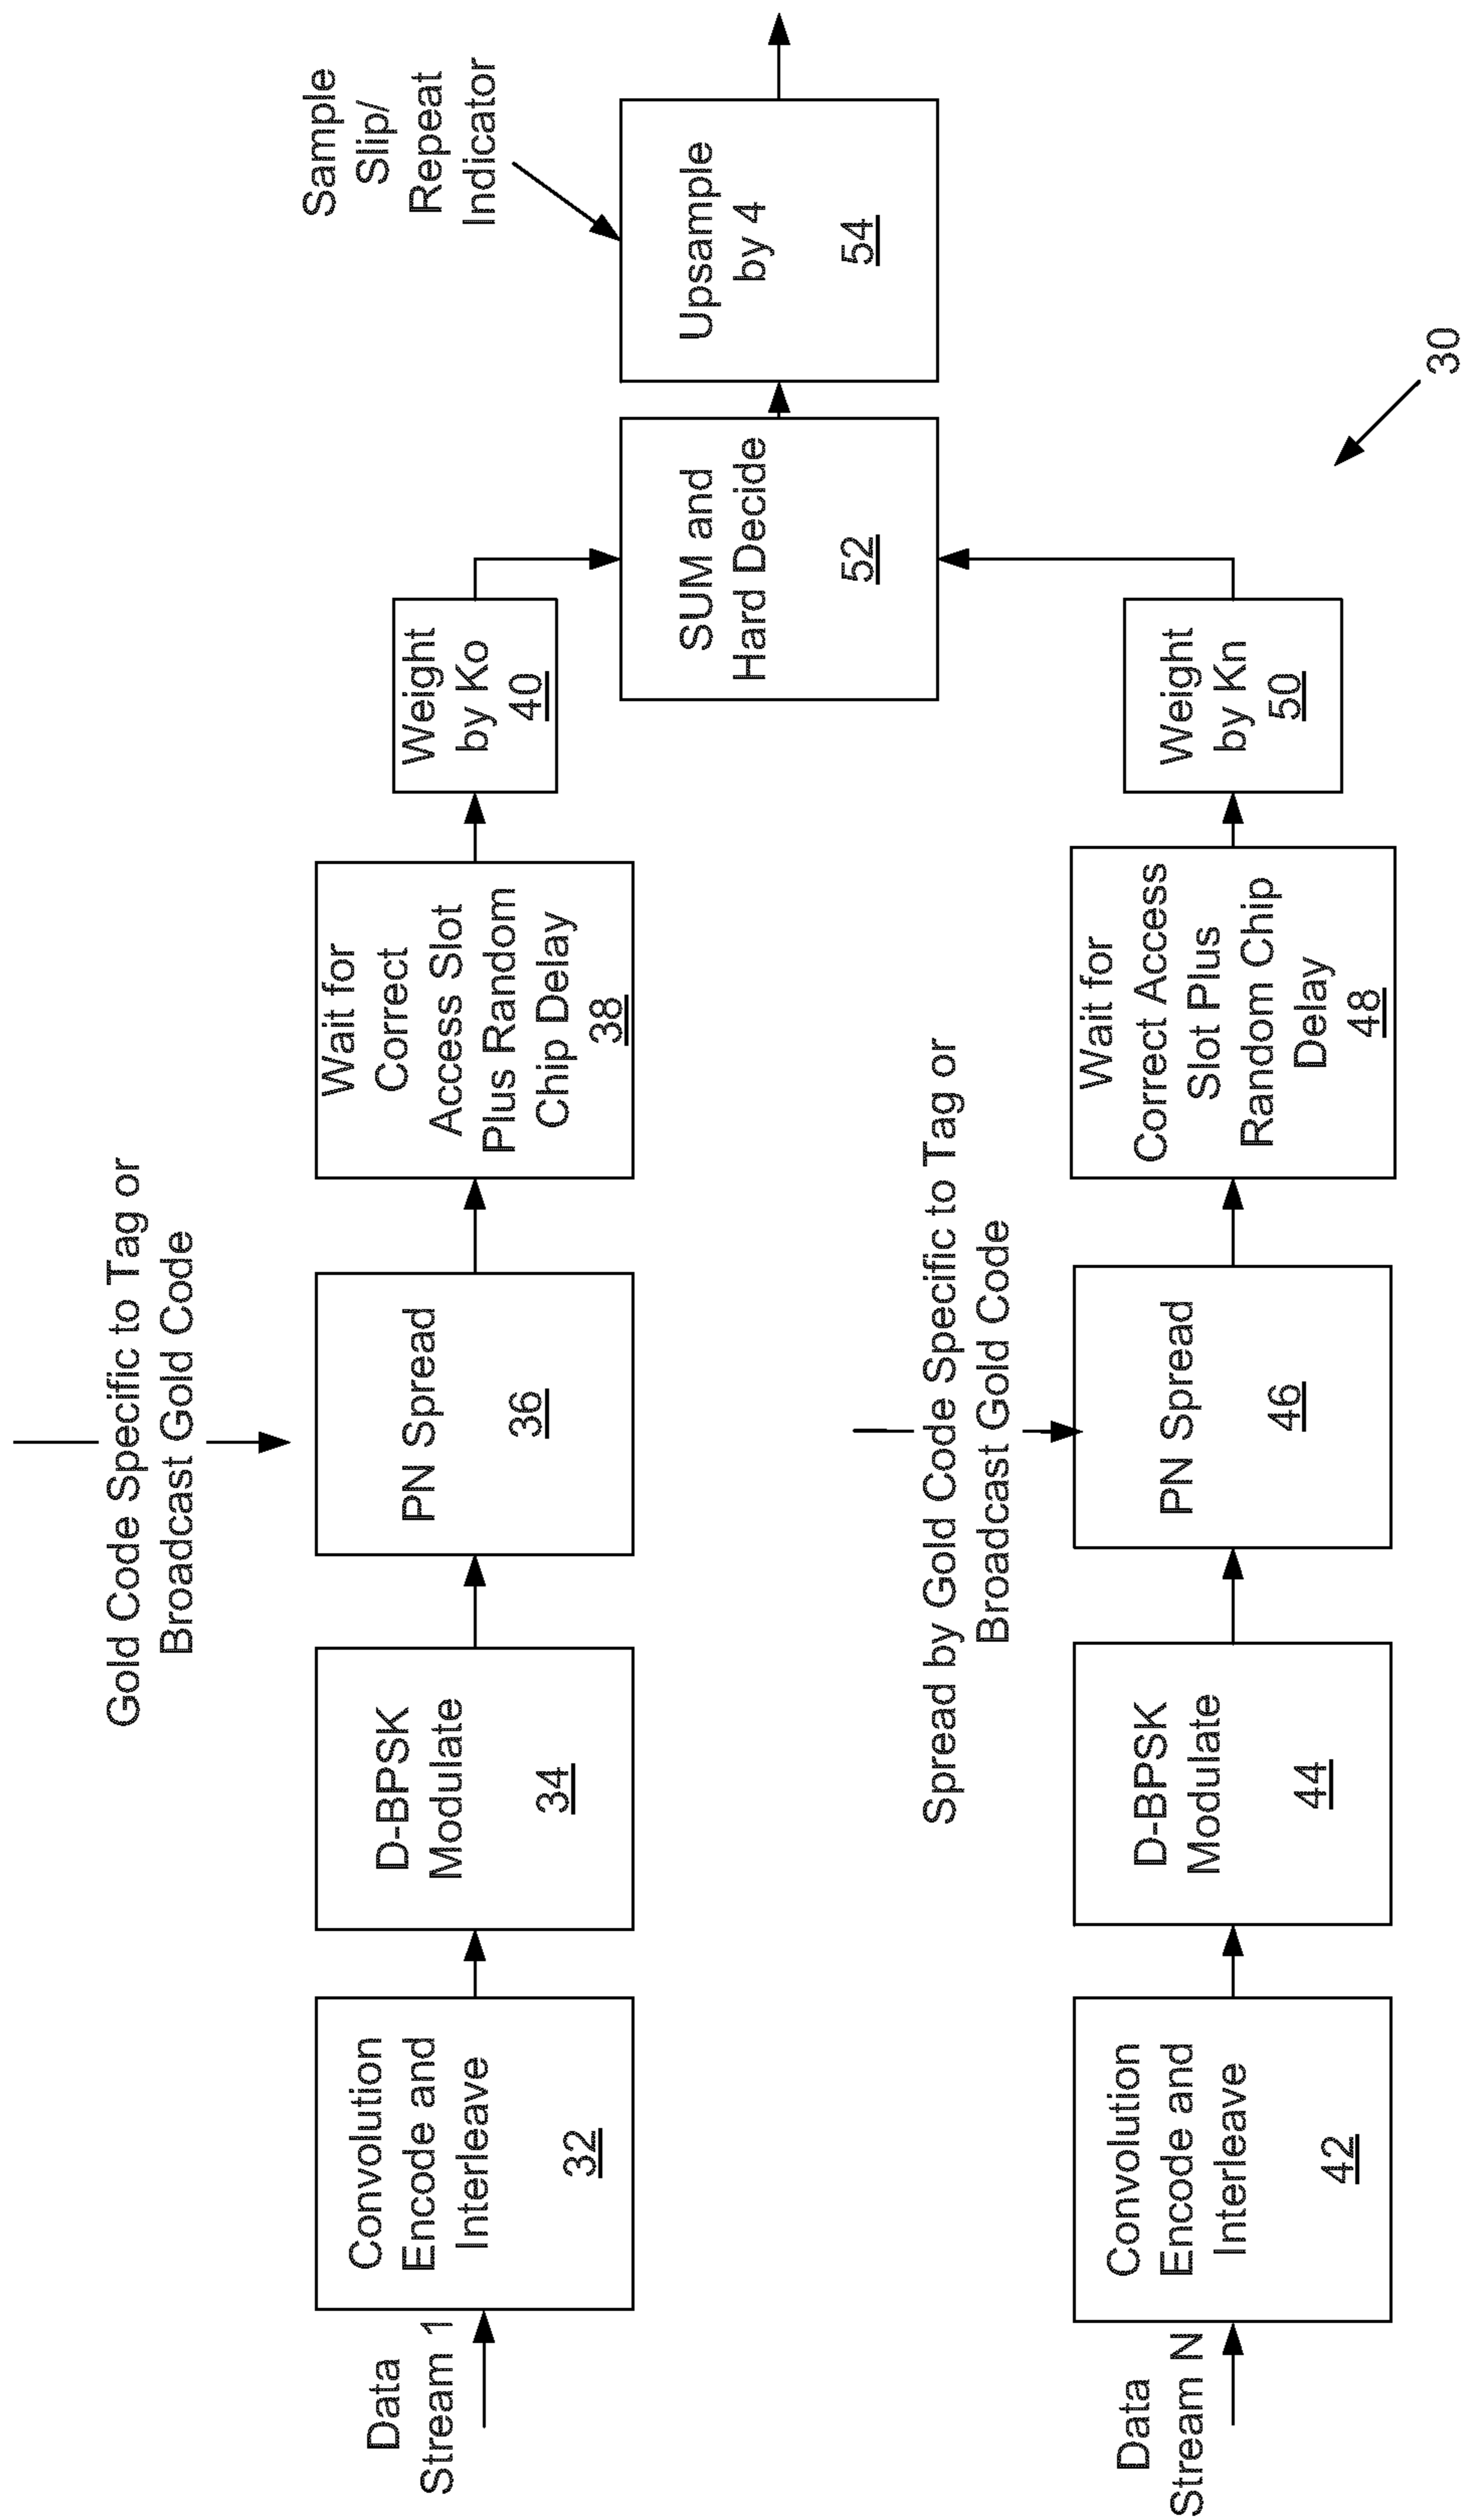 Gold Code Specific to Tag or
Broadcast Gold Code
Data
Stream 1
Convolution
Encode and
Interleave
32
D-BPSK
Modulate
34
PN Spread
36
Wait for
Correct
Access Slot
Plus Random
Chip Delay
38
Weight
by Ko
40
SUM and
Hard Decide
52
Sample
Slip/
Repeat
Indicator
Upsample
by 4
54
Spread by Gold Code Specific to Tag or
Broadcast Gold Code
Data
Stream N
Convolution
Encode and
Interleave
42
D-BPSK
Modulate
44
PN Spread
46
Wait for
Correct Access
Slot Plus
Random Chip
Delay
48
Weight
by Kn
50
30